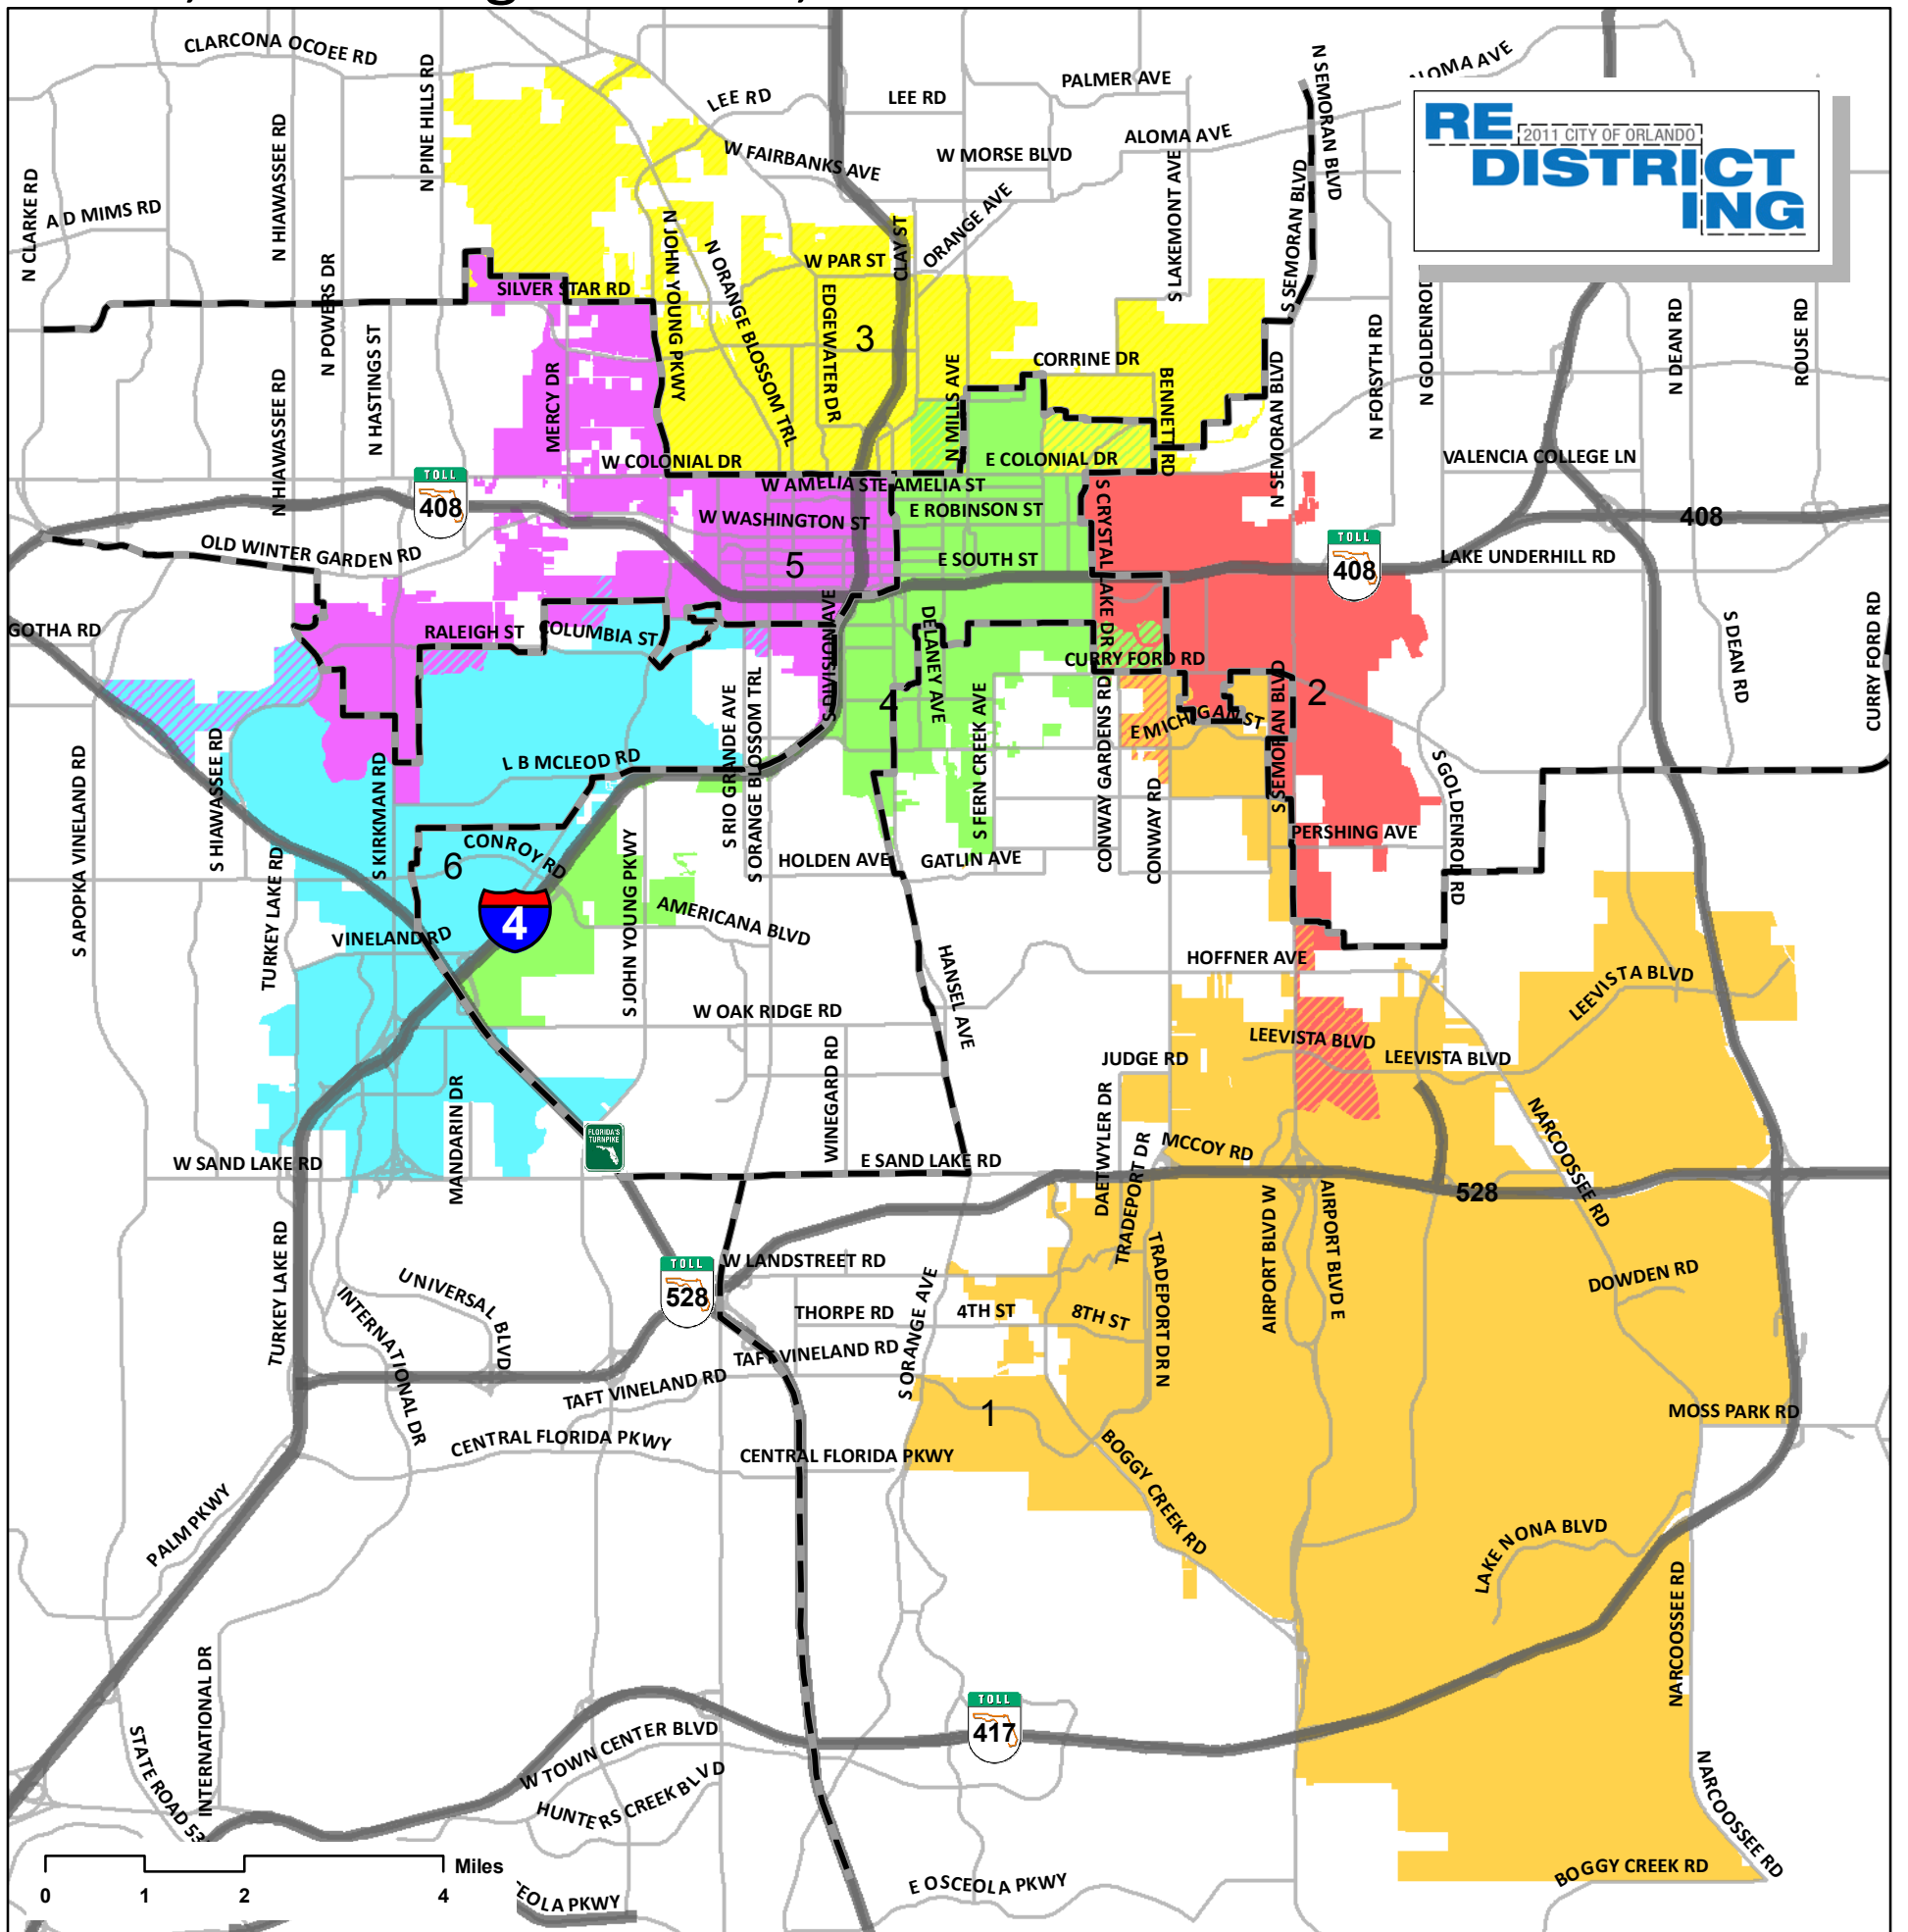 CLARCONA OCOEE RD
N PINE HILLS RD
LEE RD
LEE RD
PALMER AVE
N SEMORAN BLVD
RE
2011 CITY OF ORLANDO
DISTRICT
ING
N HIAWASSEE RD
W FAIRBANKS AVE
W MORSE BLVD
ALOMA AVE
S LAKEMONT AVE
S SEMORAN BLVD
N CLARKE RD
A D MIMS RD
N JOHN YOUNG PKWY
N ORANGE BLOSSOM TRL
W PAR ST
CLAY ST
ORANGE AVE
N POWERS DR
SILVER STAR RD
N HASTINGS ST
EDGEWATER DR
3
N FORSYTH RD
N DEAN RD
ROUSE RD
N HIAWASSEE RD
MERCY DR
N MILLS AVE
CORRINE DR
BENNETT RD
N SEMORAN BLVD
W COLONIAL DR
E COLONIAL DR
VALENCIA COLLEGE LN
TOLL
408
W AMELIA ST
E AMELIA ST
S CRYSTAL LAKE DR
E ROBINSON ST
W WASHINGTON ST
408
OLD WINTER GARDEN RD
5
E SOUTH ST
TOLL
408
LAKE UNDERHILL RD
GOTHA RD
RALEIGH ST
COLUMBIA ST
S DIVISION AVE
DELANEY AVE
CURRY FORD RD
S DEAN RD
CURRY FORD RD
S RIO GRANDE AVE
S ORANGE BLOSSOM TRL
4
S FERN CREEK AVE
CONWAY GARDENS RD
E MICHIGAN ST
S SEMORAN BLVD
2
S APOPKA VINELAND RD
S HIAWASSEE RD
S KIRKMAN RD
L B MCLEOD RD
CONWAY RD
S GOLDENROD RD
TURKEY LAKE RD
6
CONROY RD
S JOHN YOUNG PKWY
HOLDEN AVE
GATLIN AVE
PERSHING AVE
4
VINELAND RD
AMERICANA BLVD
HANSEL AVE
HOFFNER AVE
LEEVISTA BLVD
W OAK RIDGE RD
LEEVISTA BLVD
LEEVISTA BLVD
JUDGE RD
MANDARIN DR
WINEGARD RD
DAETWYLER DR
FLORIDA'S
TURNPIKE
W SAND LAKE RD
E SAND LAKE RD
TRADEPORT DR
MCCOY RD
NARCOOSSEE RD
528
TURKEY LAKE RD
UNIVERSAL BLVD
INTERNATIONAL DR
TOLL
528
W LANDSTREET RD
THORPE RD
4TH ST
8TH ST
TRADEPORT DR N
AIRPORT BLVD W
AIRPORT BLVD E
DOWDEN RD
TAFT VINELAND RD
TAFT VINELAND RD
S ORANGE AVE
1
MOSS PARK RD
CENTRAL FLORIDA PKWY
CENTRAL FLORIDA PKWY
BOGGY CREEK RD
PALM PKWY
LAKE NONA BLVD
NARCOOSSEE RD
INTERNATIONAL DR
STATE ROAD 53
W TOWN CENTER BLVD
TOLL
417
HUNTERS CREEK BLVD
NARCOOSSEE RD
Miles
0 1 2 4
EOLA PKWY
E OSCEOLA PKWY
BOGGY CREEK RD